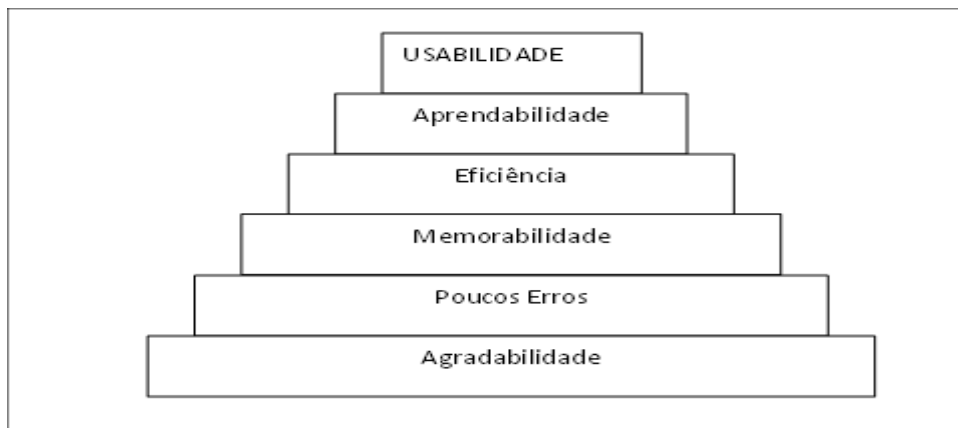 USABILIDADE
Aprendabilidade
Eficiência
Memorabilidade
Poucos Erros
Agradabilidade